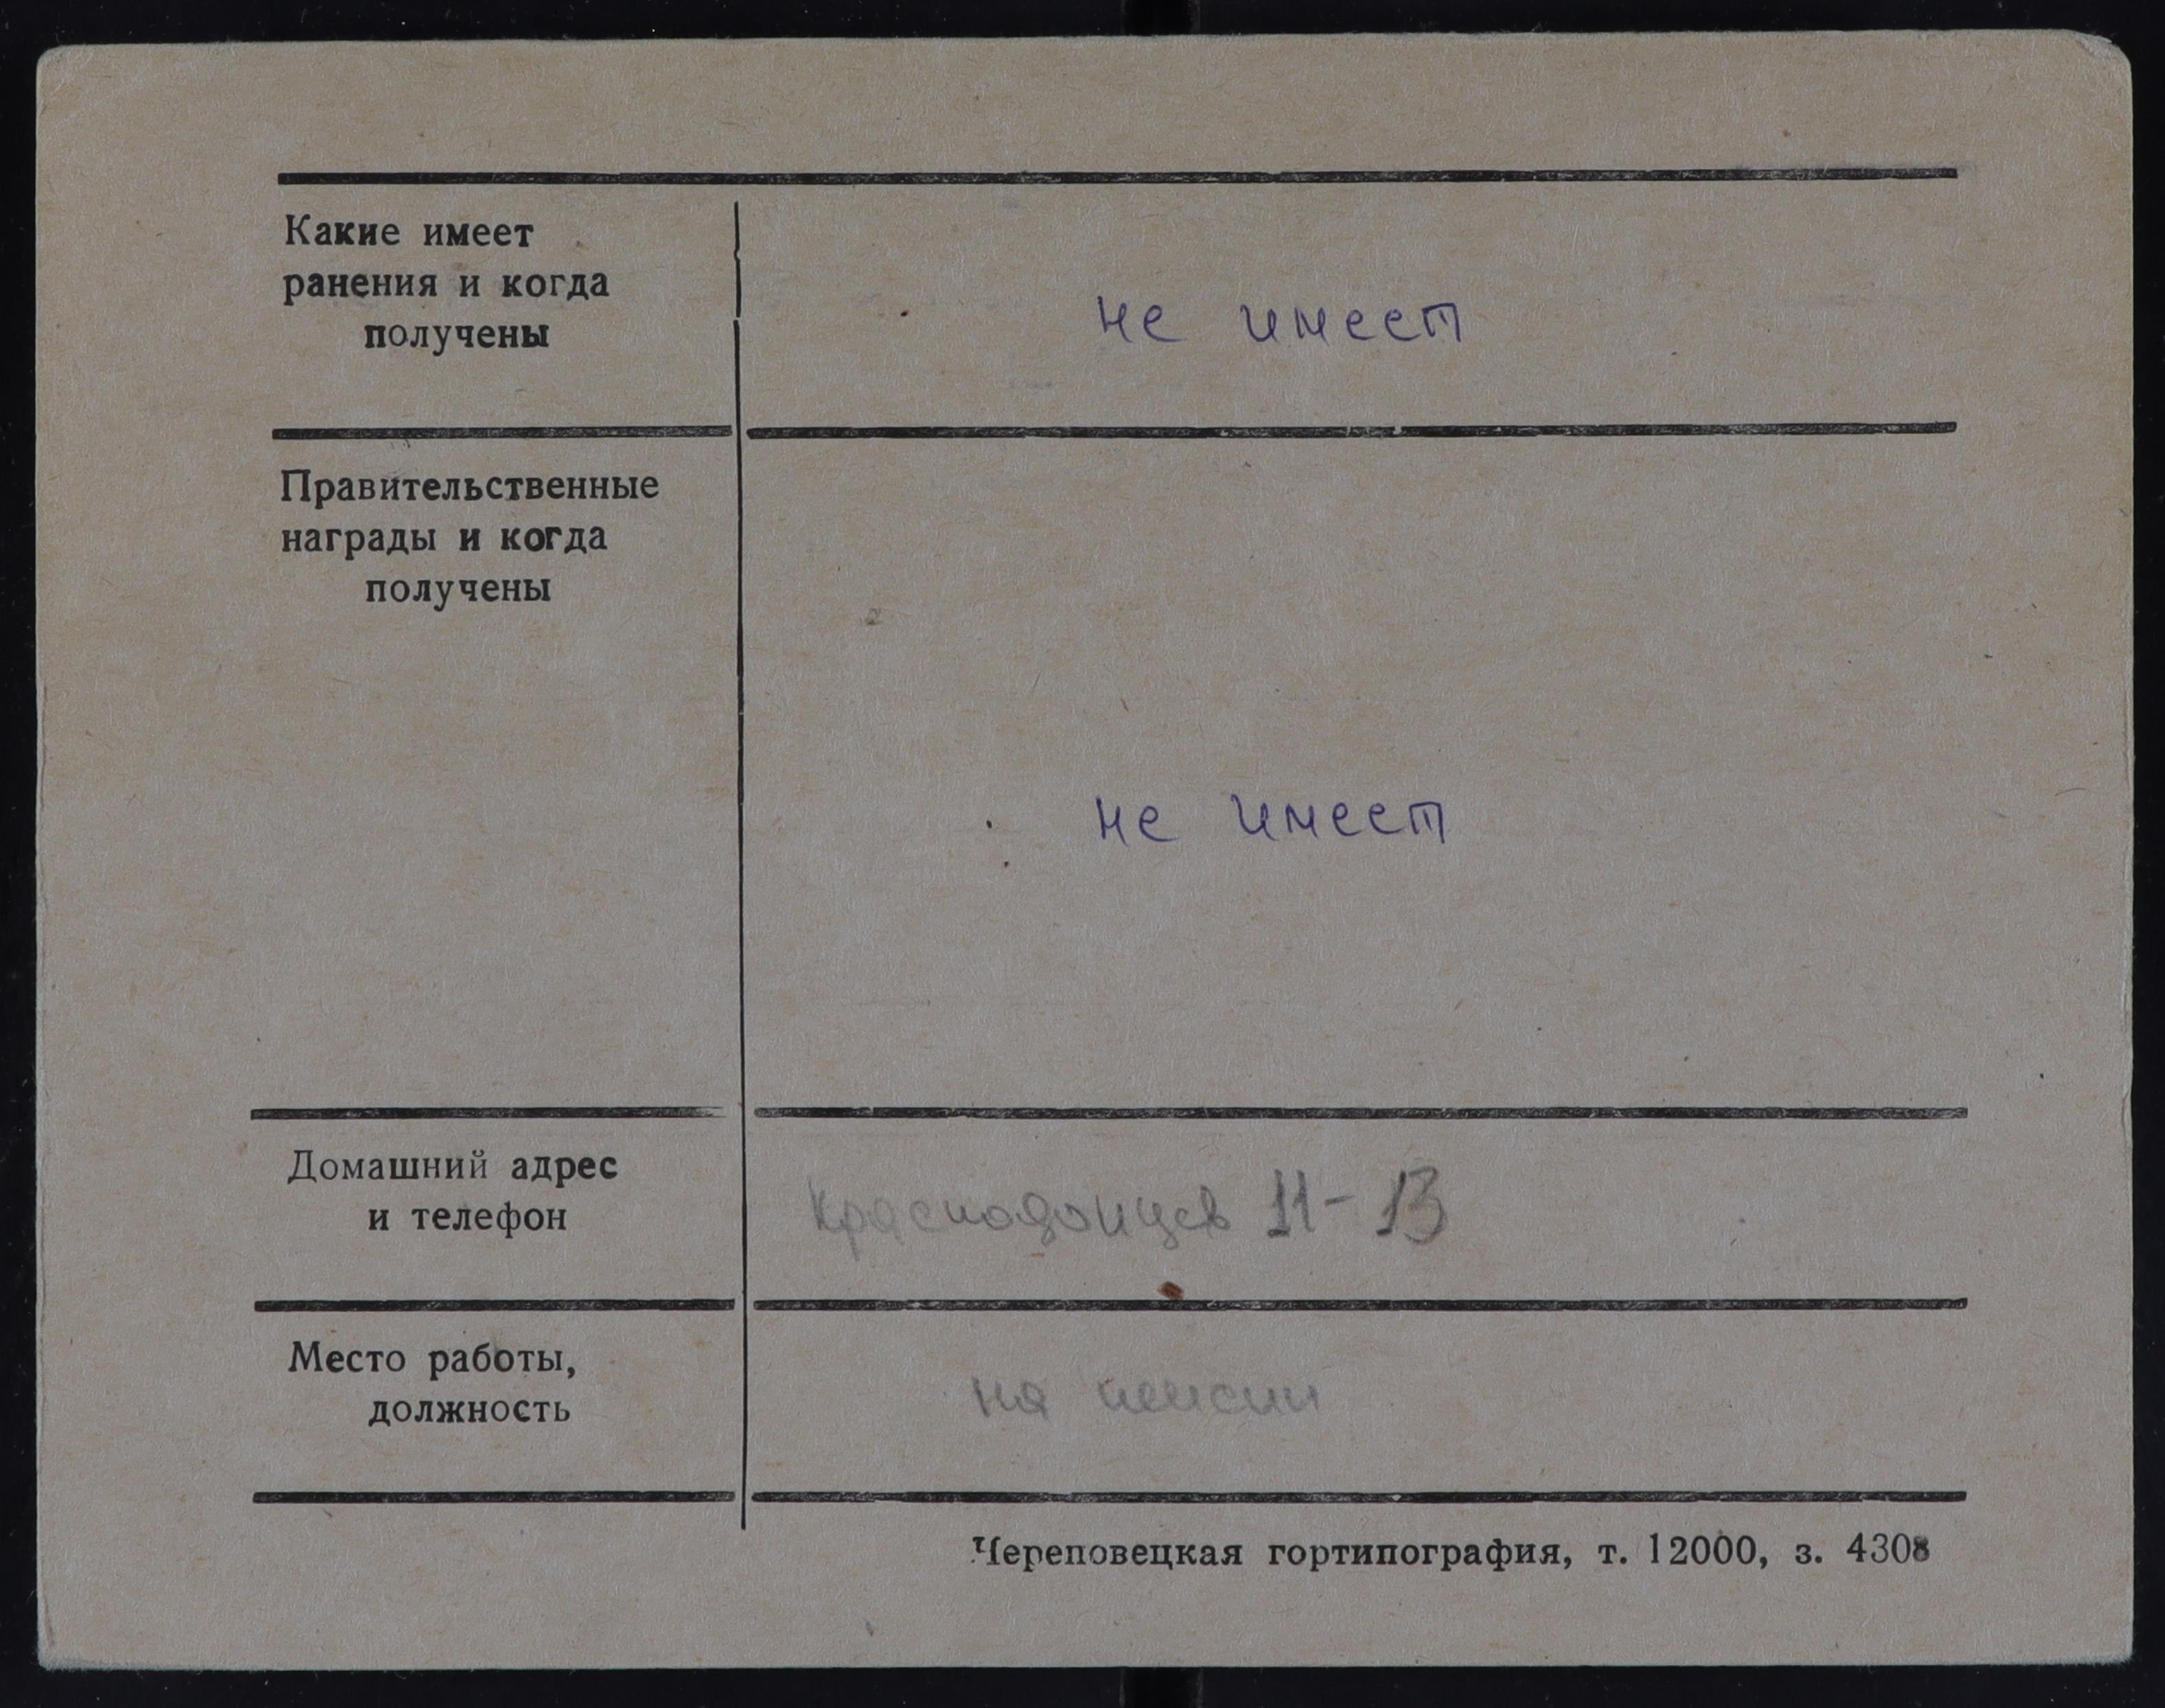 Какие имеет
ранения и когда
получены
не имеет
Правительственные
награды и когда
получены
не имеет
Домашний адрес
и телефон
Краснодонцев 11-13
Место работы,
должность
на пенсии
Череповецкая гортипография, т. 12000, з. 4308